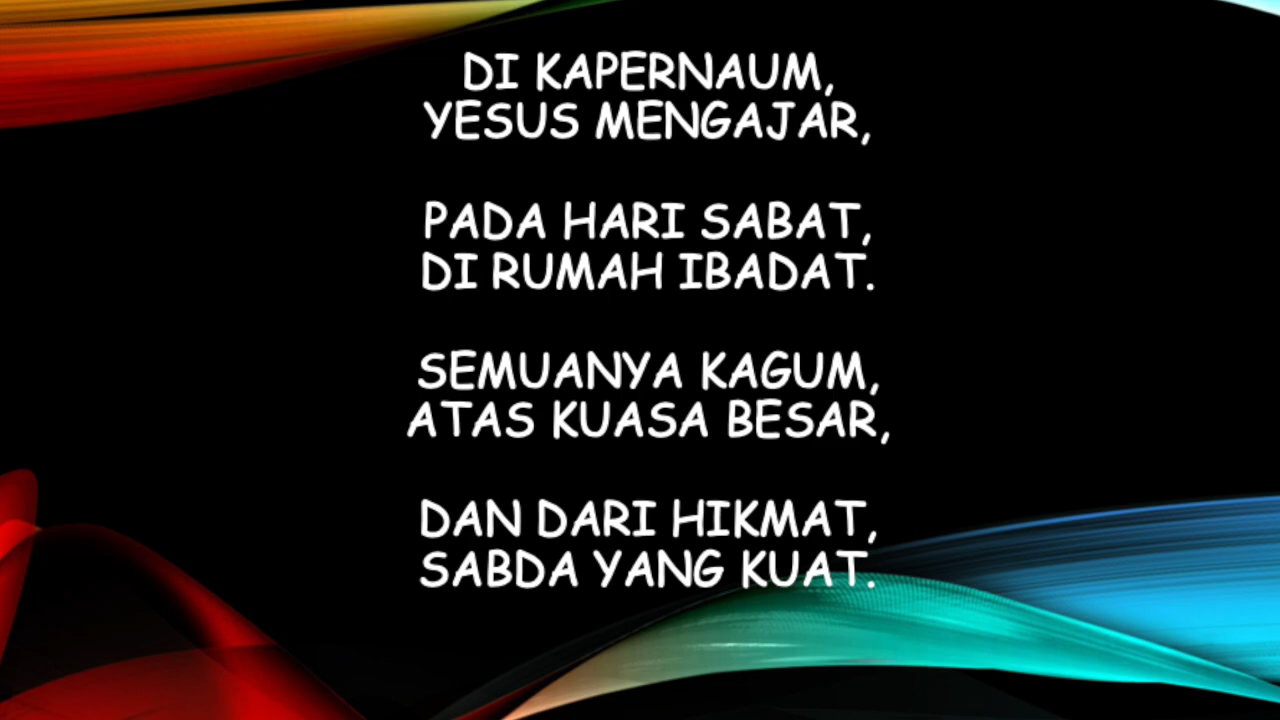 DI KAPERNAUM,
YESUS MENGAJAR,
PADA HARI SABAT,
DI RUMAH IBADAT.
SEMUANYA KAGUM,
ATAS KUASA BESAR,
DAN DARI HIKMAT,
SABDA YANG KUAT.